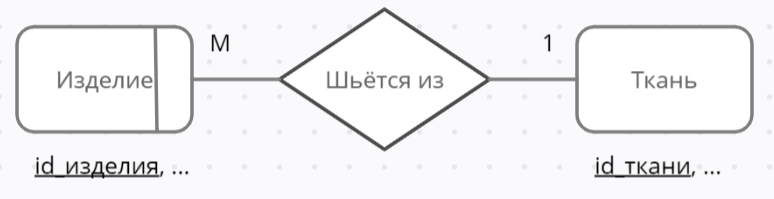 М
1
Изделие
Шьётся из
Ткань
id_изделия, ...
id_ткани, ...